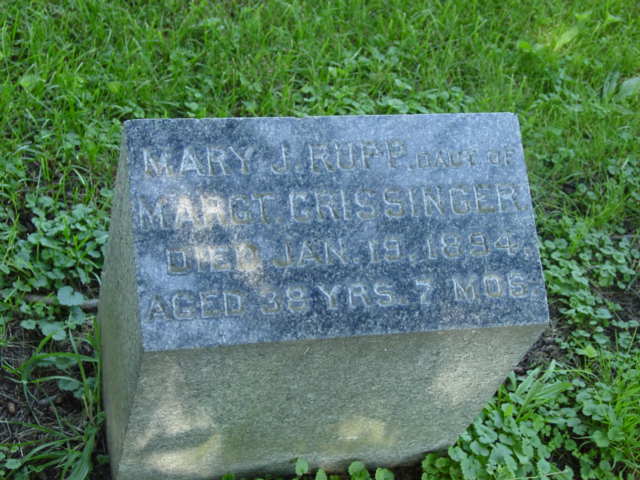 MARY J. RUPP. DAUT OF
MARGT. CRISSINGER.
DIED JAN. 19, 1894.
AGED 38 YRS. 7 MOS